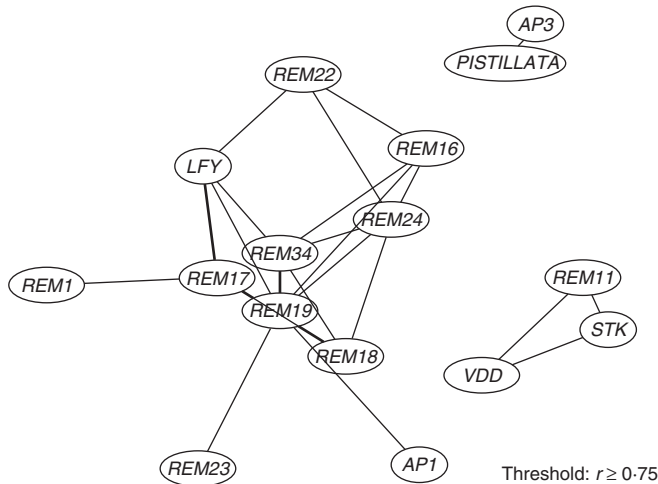 AP3
PISTILLATA
REM22
REM16
LFY
REM24
REM34
REM17
REM1
REM11
REM19
STK
REM18
VDD
REM23
AP1
Threshold: r ≥ 0·75